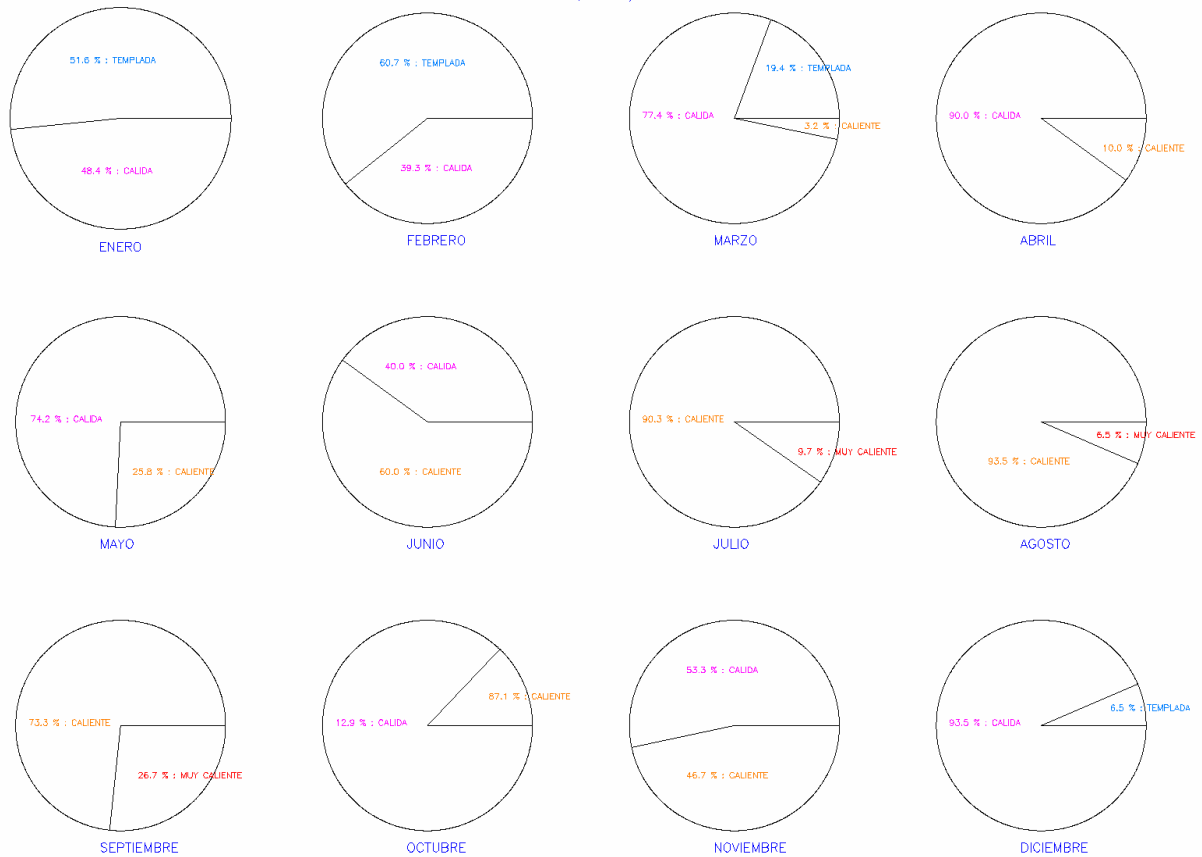 51.6 % : TEMPLADA
48.4 % : CALIDA
ENERO
60.7 % : TEMPLADA
39.3 % : CALIDA
FEBRERO
77.4 % : CALIDA
19.4 % : TEMPLADA
3.2 % : CALIENTE
MARZO
90.0 % : CALIDA
10.0 % : CALIENTE
ABRIL
74.2 % : CALIDA
25.8 % : CALIENTE
MAYO
40.0 % : CALIDA
60.0 % : CALIENTE
JUNIO
90.3 % : CALIENTE
9.7 % : MUY CALIENTE
JULIO
6.5 % : MUY CALIENTE
93.5 % : CALIENTE
AGOSTO
73.3 % : CALIENTE
26.7 % : MUY CALIENTE
SEPTIEMBRE
87.1 % : CALIENTE
12.9 % : CALIDA
OCTUBRE
53.3 % : CALIDA
46.7 % : CALIENTE
NOVIEMBRE
93.5 % : CALIDA
6.5 % : TEMPLADA
DICIEMBRE